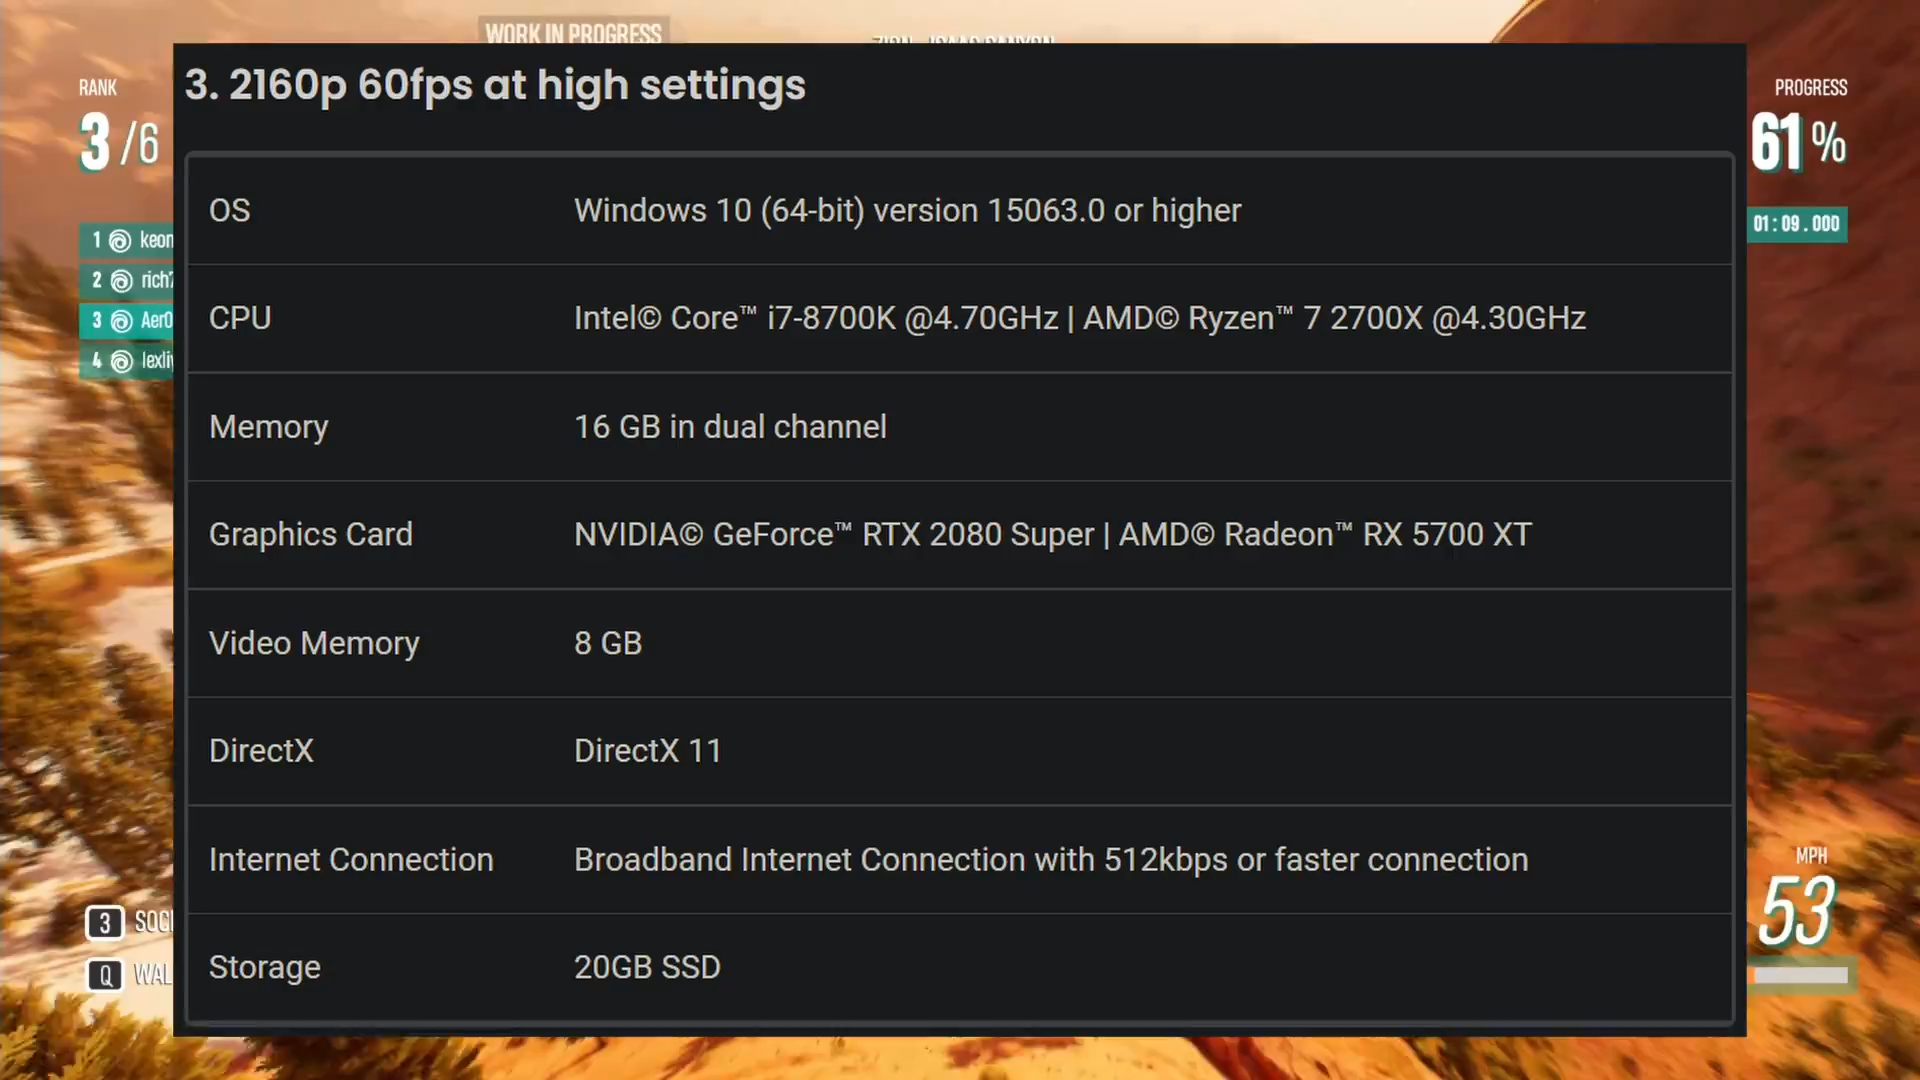 WORK IN PROGRESS
RANK
3/6
1 keon
2 rich
3 Aer0
4 lexli
PROGRESS
61%
01:09.000
3. 2160p 60fps at high settings
OS Windows 10 (64-bit) version 15063.0 or higher
CPU Intel© Core™ i7-8700K @4.70GHz | AMD© Ryzen™ 7 2700X @4.30GHz
Memory 16 GB in dual channel
Graphics Card NVIDIA© GeForce™ RTX 2080 Super | AMD© Radeon™ RX 5700 XT
Video Memory 8 GB
DirectX DirectX 11
Internet Connection Broadband Internet Connection with 512kbps or faster connection
Storage 20GB SSD
3 SOCI
Q WAL
MPH
53